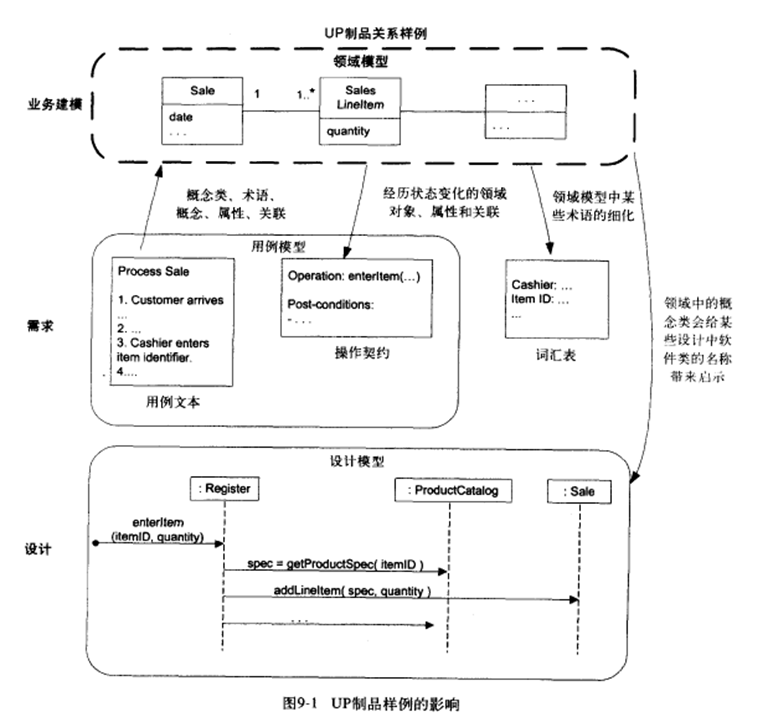 UP制品关系样例
领域模型
业务建模
Sale
date
. . .
1
1..*
Sales
LineItem
quantity
. . .
. . .
概念类、术语、
概念、属性、关联
经历状态变化的领域
对象、属性和关联
领域模型中某
些术语的细化
领域中的概
念类会给某
些设计中软
件类的名称
带来启示
需求
用例模型
Process Sale
1. Customer arrives
...
2. ...
3. Cashier enters
item identifier.
4....
用例文本
Operation: enterItem(...)
Post-conditions:
- . . .
操作契约
Cashier: ...
Item ID: ...
...
词汇表
设计
设计模型
: Register
: ProductCatalog
: Sale
enterItem
(itemID, quantity)
spec = getProductSpec( itemID )
addLineItem( spec, quantity )
. . .
图9-1 UP制品样例的影响